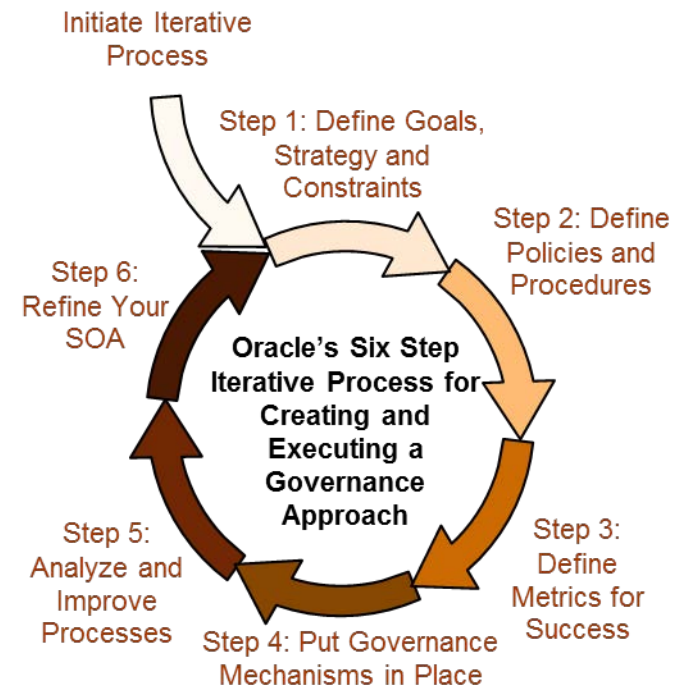 Initiate Iterative
Process
Step 1: Define Goals,
Strategy and
Constraints
Step 2: Define
Policies and
Procedures
Step 3:
Define
Metrics for
Success
Step 4: Put Governance
Mechanisms in Place
Step 5:
Analyze and
Improve
Processes
Step 6:
Refine Your
SOA
Oracle's Six Step
Iterative Process for
Creating and
Executing a
Governance
Approach